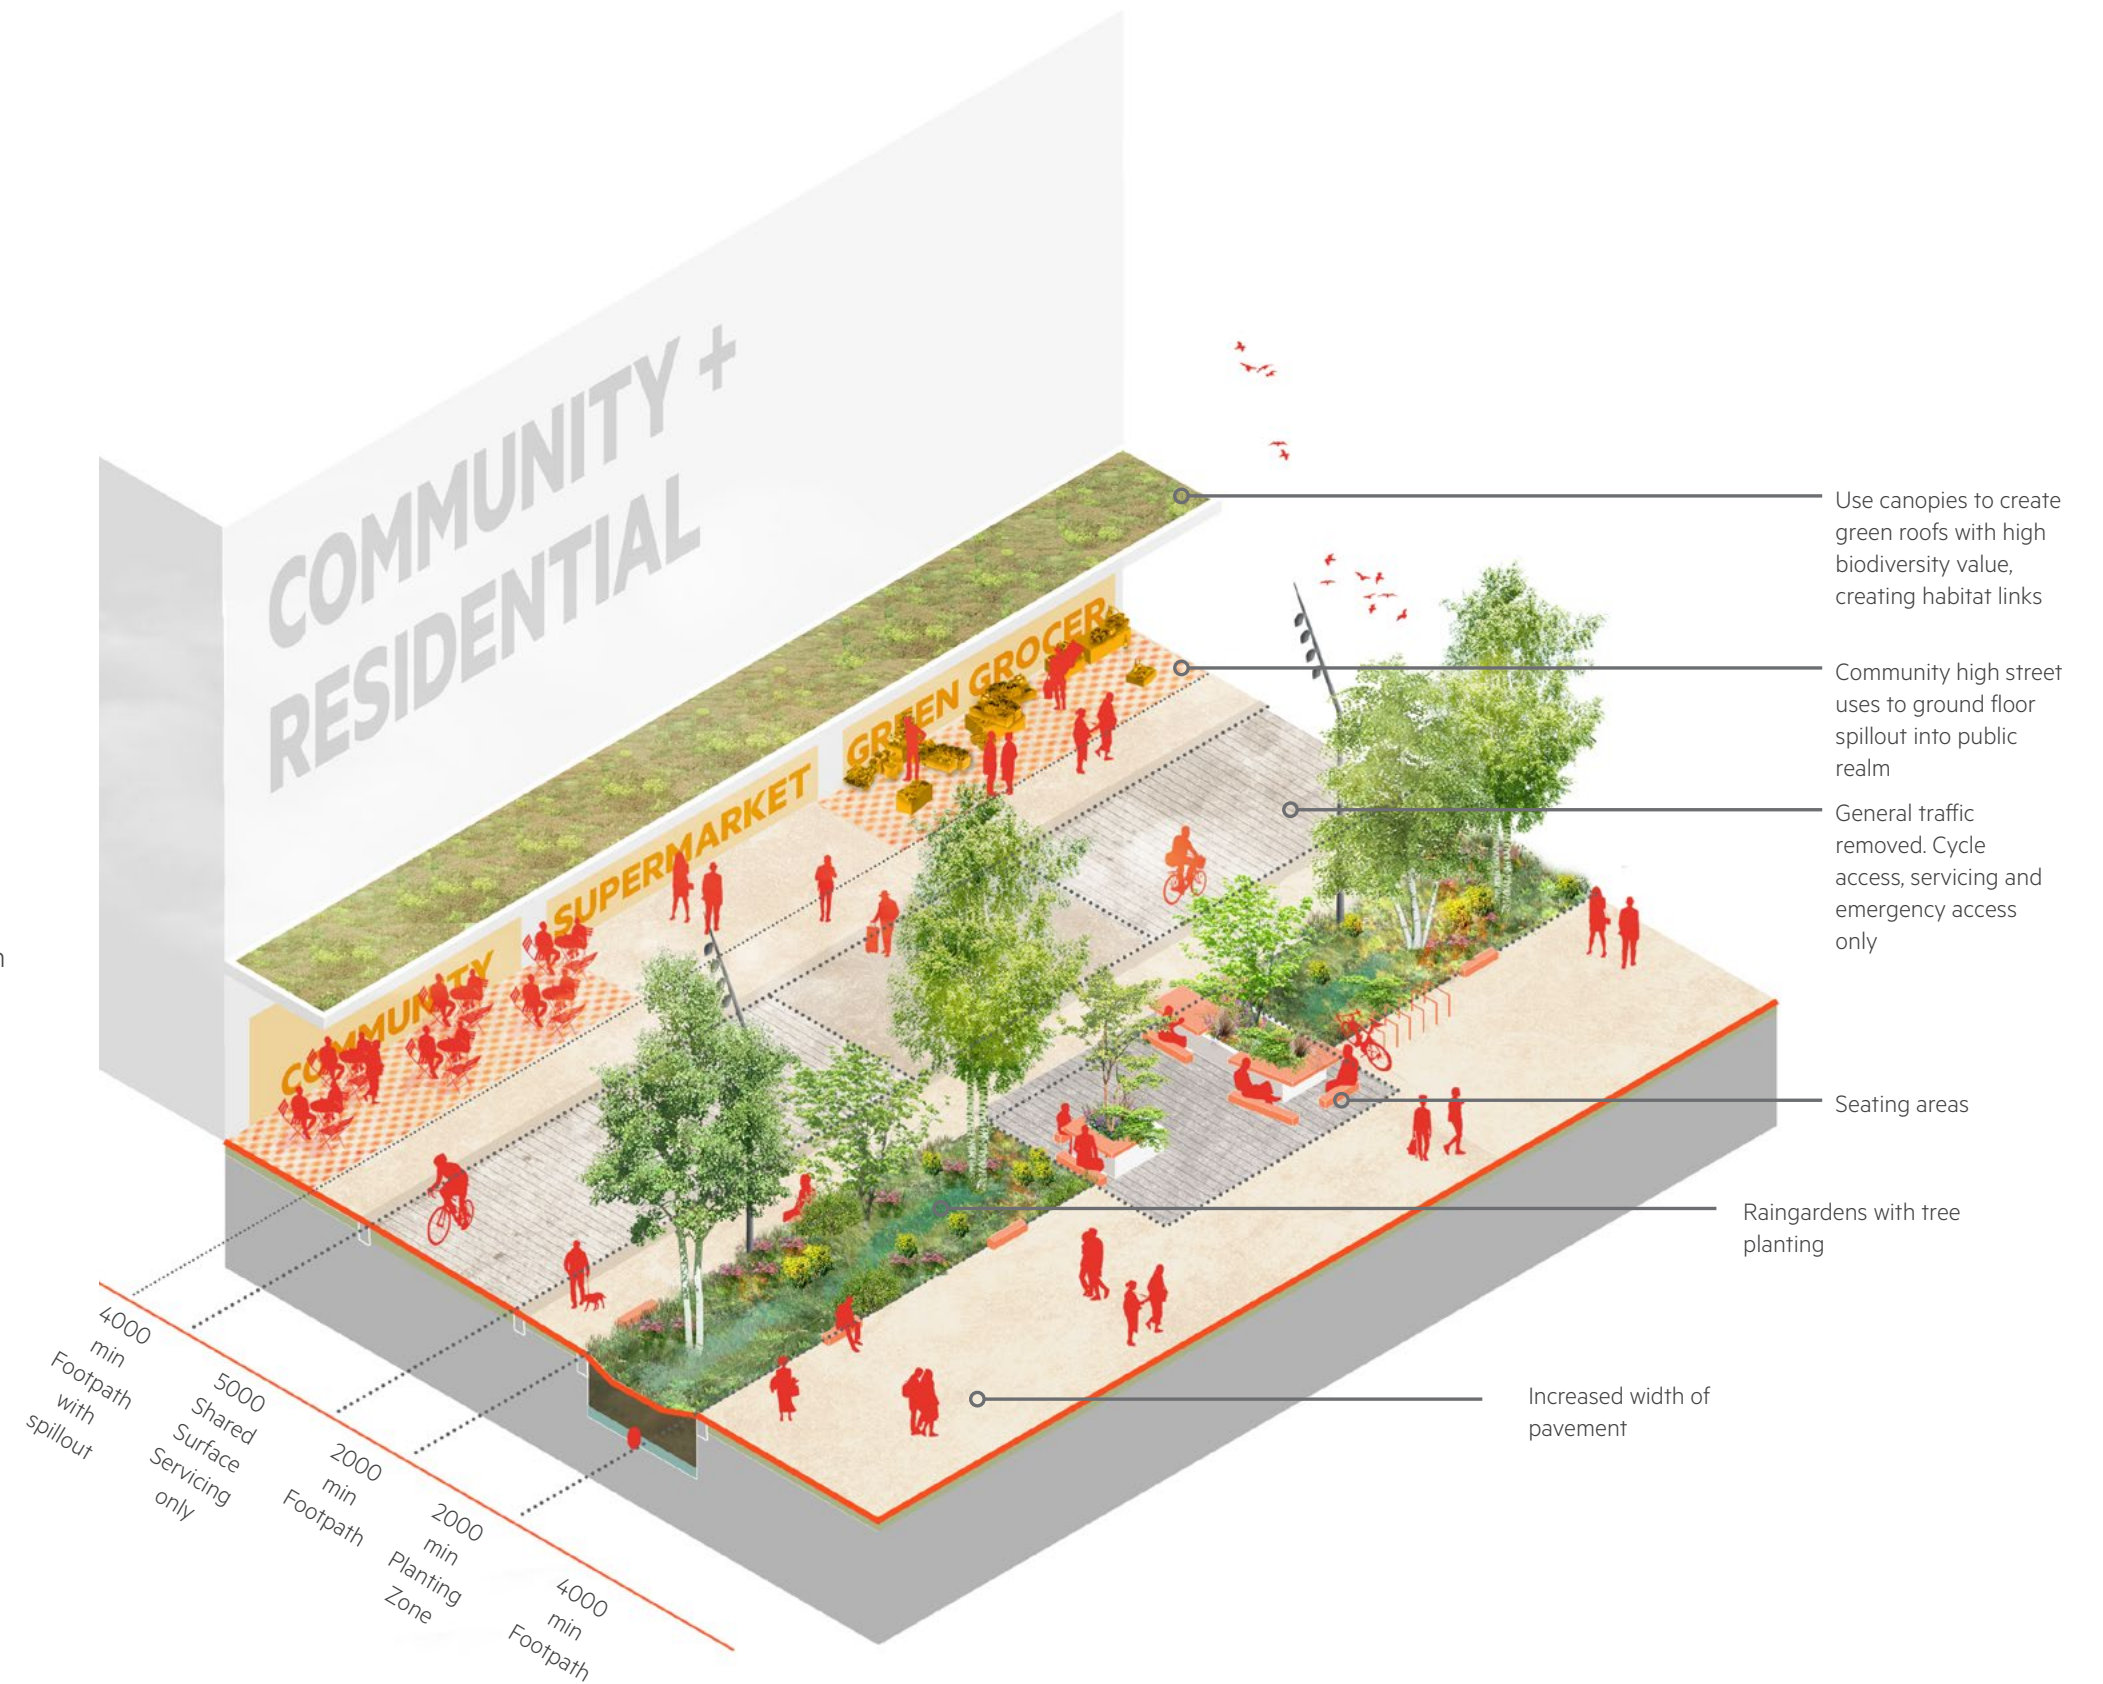 COMMUNITY +
RESIDENTIAL
GREEN GROCER
SUPERMARKET
COMMUNITY
Use canopies to create
green roofs with high
biodiversity value,
creating habitat links
Community high street
uses to ground floor
spillout into public
realm
General traffic
removed. Cycle
access, servicing and
emergency access
only
Seating areas
Raingardens with tree
planting
Increased width of
pavement
4000
min
Footpath
with
spillout
5000
Shared
Surface
Servicing
only
2000
min
Footpath
2000
min
Planting
Zone
4000
min
Footpath